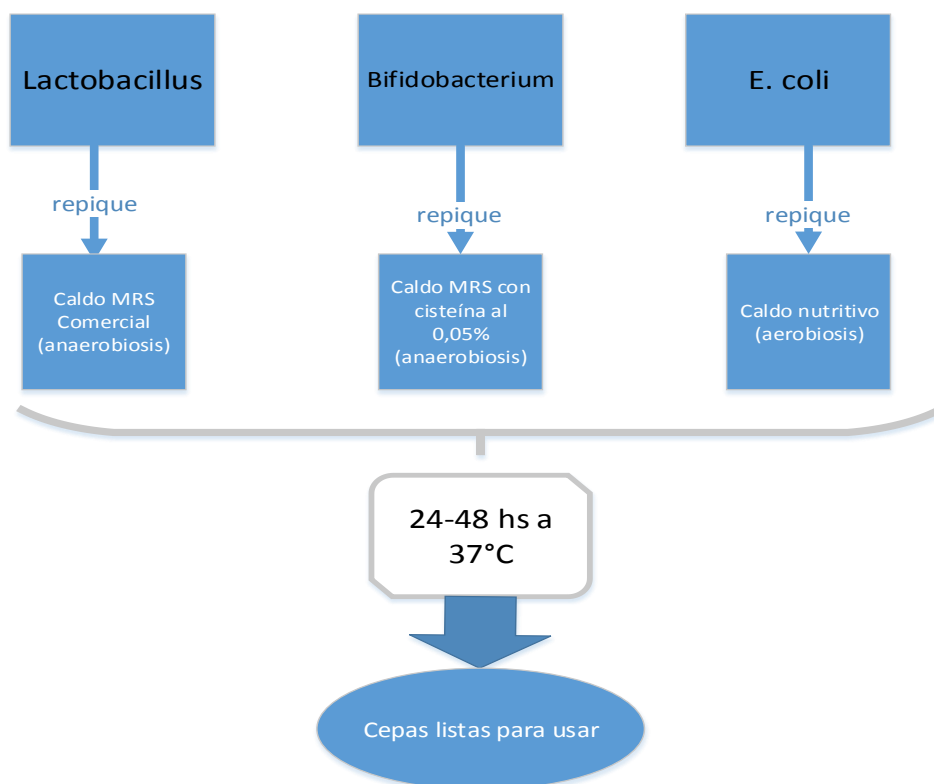 Lactobacillus
Bifidobacterium
E. coli
repique
repique
repique
Caldo MRS
Comercial
(anaerobiosis)
Caldo MRS con
cisteína al
0,05%
(anaerobiosis)
Caldo nutritivo
(aerobiosis)
24-48 hs a
37°C
Cepas listas para usar